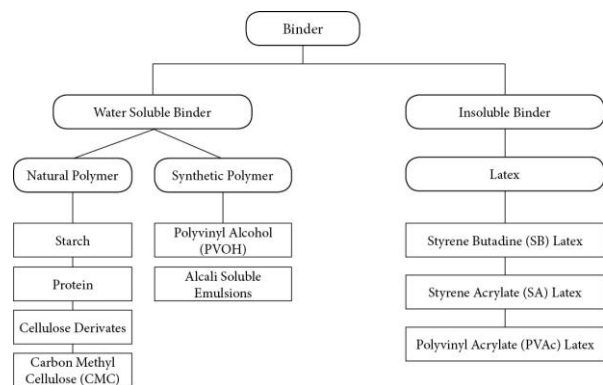 Binder
Water Soluble Binder
Insoluble Binder
Natural Polymer
Synthetic Polymer
Latex
Starch
Polyvinyl Alcohol
(PVOH)
Styrene Butadine (SB) Latex
Protein
Alcali Soluble
Emulsions
Styrene Acrylate (SA) Latex
Cellulose Derivates
Polyvinyl Acrylate (PVAc) Latex
Carbon Methyl
Cellulose (CMC)